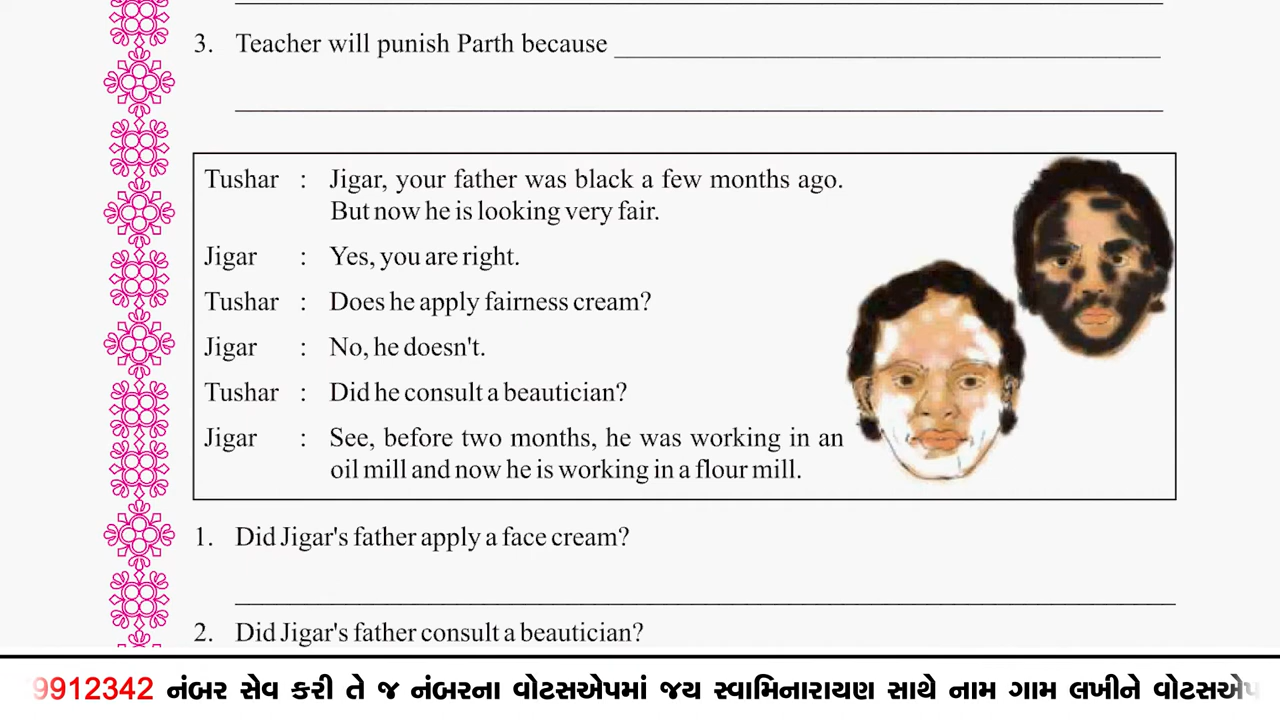 3. Teacher will punish Parth because
Tushar : Jigar, your father was black a few months ago.
But now he is looking very fair.
Jigar : Yes, you are right.
Tushar : Does he apply fairness cream?
Jigar : No, he doesn't.
Tushar : Did he consult a beautician?
Jigar : See, before two months, he was working in an
oil mill and now he is working in a flour mill.
1. Did Jigar's father apply a face cream?
2. Did Jigar's father consult a beautician?
9912342 નંબર સેવ કરી તે જ નંબરના વોટસએપમાં જય સ્વામિનારાયણ સાથે નામ ગામ લખીને